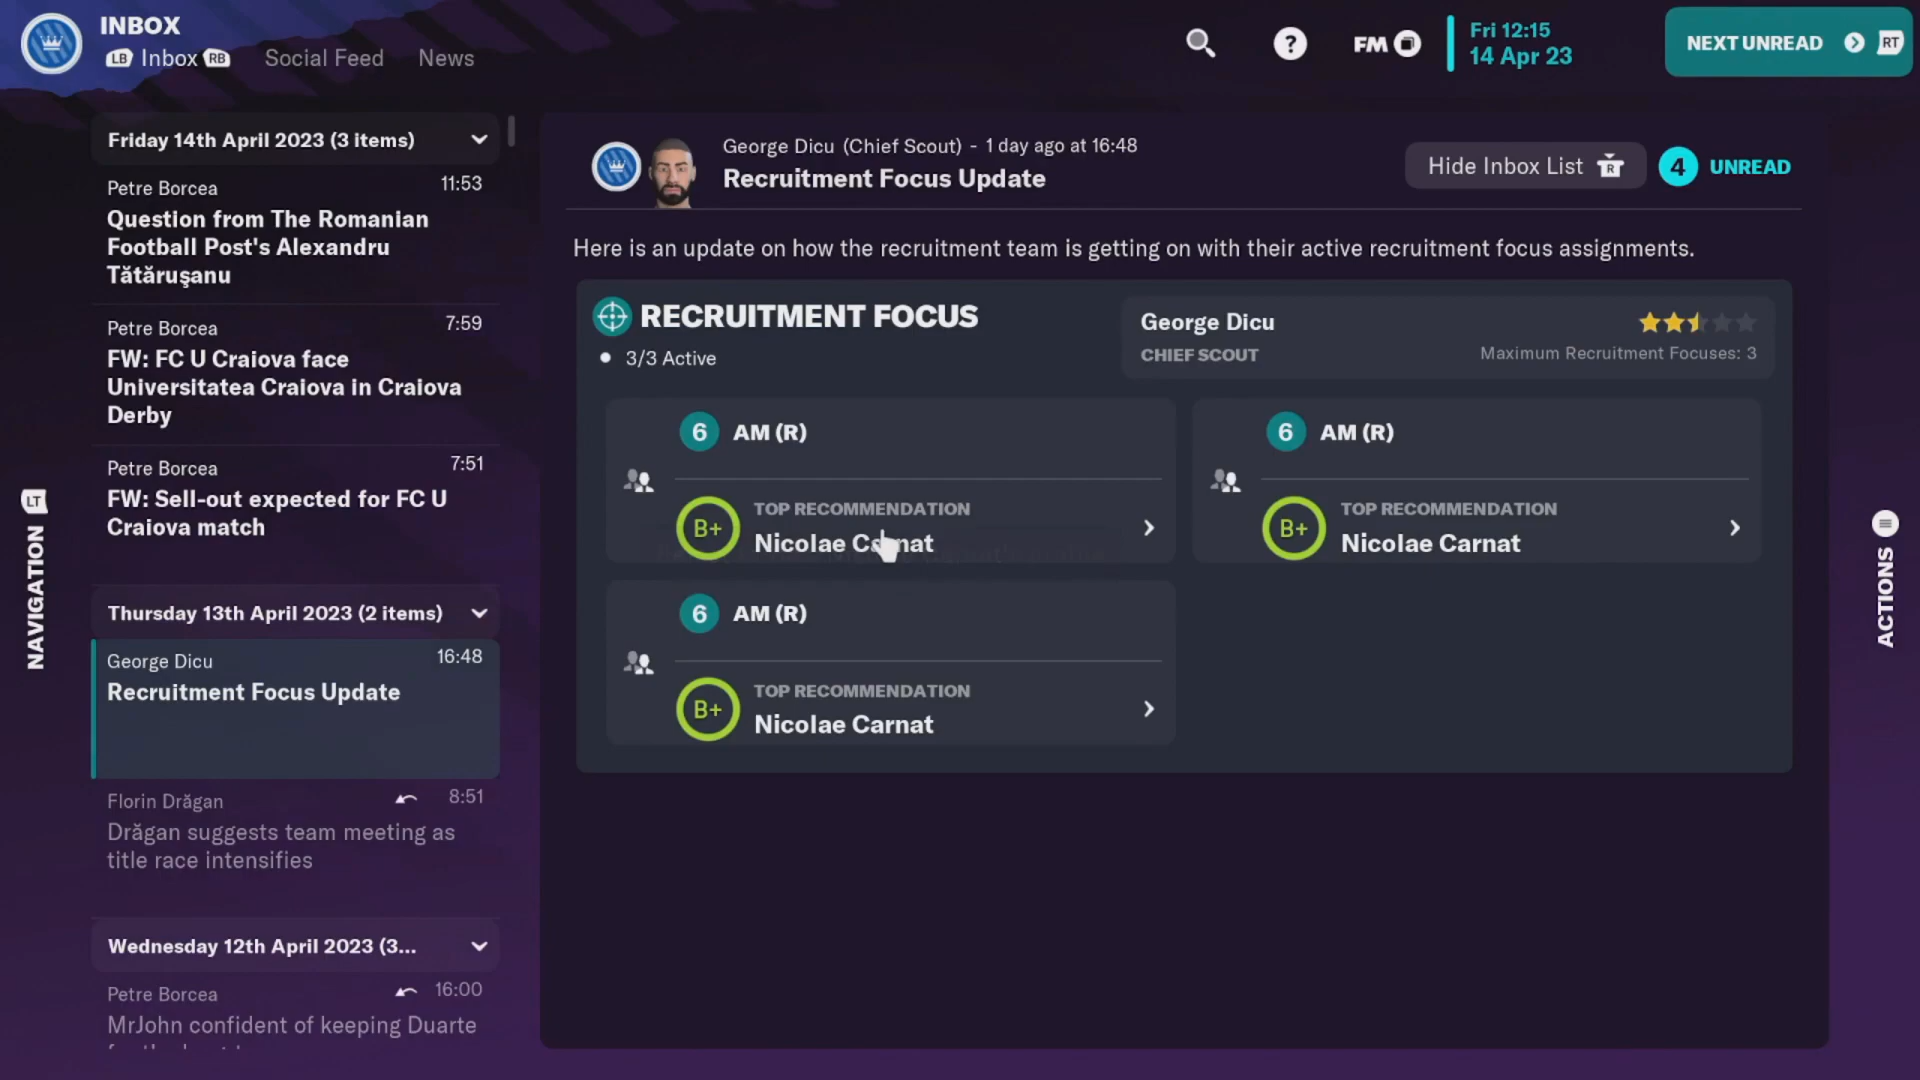 INBOX
LB Inbox RB Social Feed News
FM
Fri 12:15
14 Apr 23
NEXT UNREAD RT
Friday 14th April 2023 (3 items)
Petre Borcea 11:53
Question from The Romanian
Football Post's Alexandru
Tătăruşanu
Petre Borcea 7:59
FW: FC U Craiova face
Universitatea Craiova in Craiova
Derby
Petre Borcea 7:51
FW: Sell-out expected for FC U
Craiova match
Thursday 13th April 2023 (2 items)
George Dicu 16:48
Recruitment Focus Update
Florin Drăgan 8:51
Drăgan suggests team meeting as
title race intensifies
Wednesday 12th April 2023 (3...
Petre Borcea 16:00
MrJohn confident of keeping Duarte
LT
NAVIGATION
George Dicu (Chief Scout) - 1 day ago at 16:48
Recruitment Focus Update
Hide Inbox List R
4 UNREAD
Here is an update on how the recruitment team is getting on with their active recruitment focus assignments.
RECRUITMENT FOCUS
3/3 Active
George Dicu
CHIEF SCOUT
Maximum Recruitment Focuses: 3
6 AM (R)
TOP RECOMMENDATION
B+ Nicolae Carnat
6 AM (R)
TOP RECOMMENDATION
B+ Nicolae Carnat
6 AM (R)
TOP RECOMMENDATION
B+ Nicolae Carnat
ACTIONS